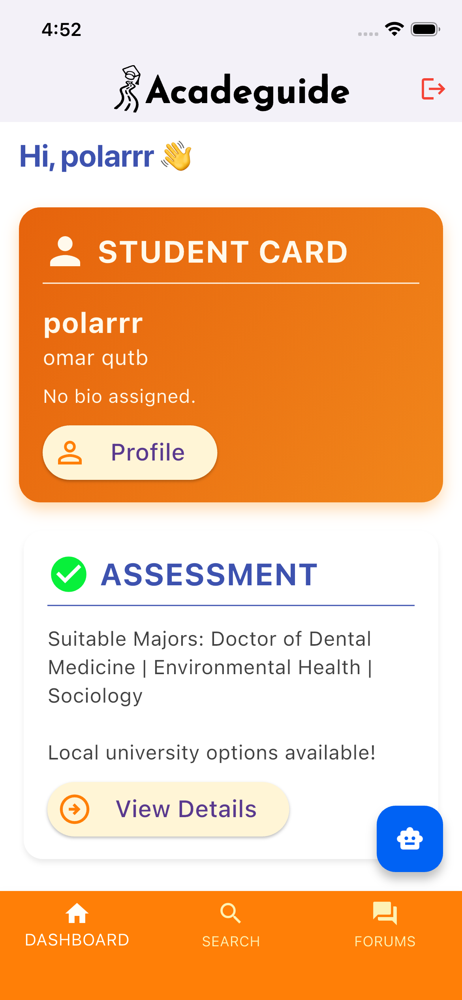 4:52
Acadeguide
Hi, polarrr 👋
STUDENT CARD
polarrr
omar qutb
No bio assigned.
Profile
ASSESSMENT
Suitable Majors: Doctor of Dental
Medicine | Environmental Health |
Sociology
Local university options available!
View Details
DASHBOARD
SEARCH
FORUMS